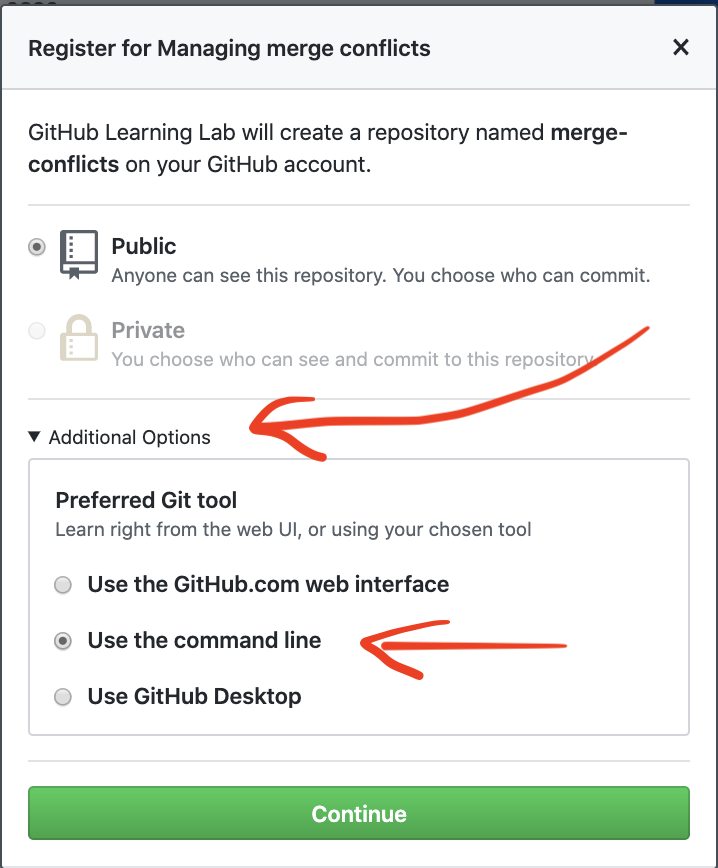 Register for Managing merge conflicts
GitHub Learning Lab will create a repository named merge-
conflicts on your GitHub account.
Public
Anyone can see this repository. You choose who can commit.
Private
You choose who can see and commit to this repository.
Additional Options
Preferred Git tool
Learn right from the web UI, or using your chosen tool
Use the GitHub.com web interface
Use the command line
Use GitHub Desktop
Continue